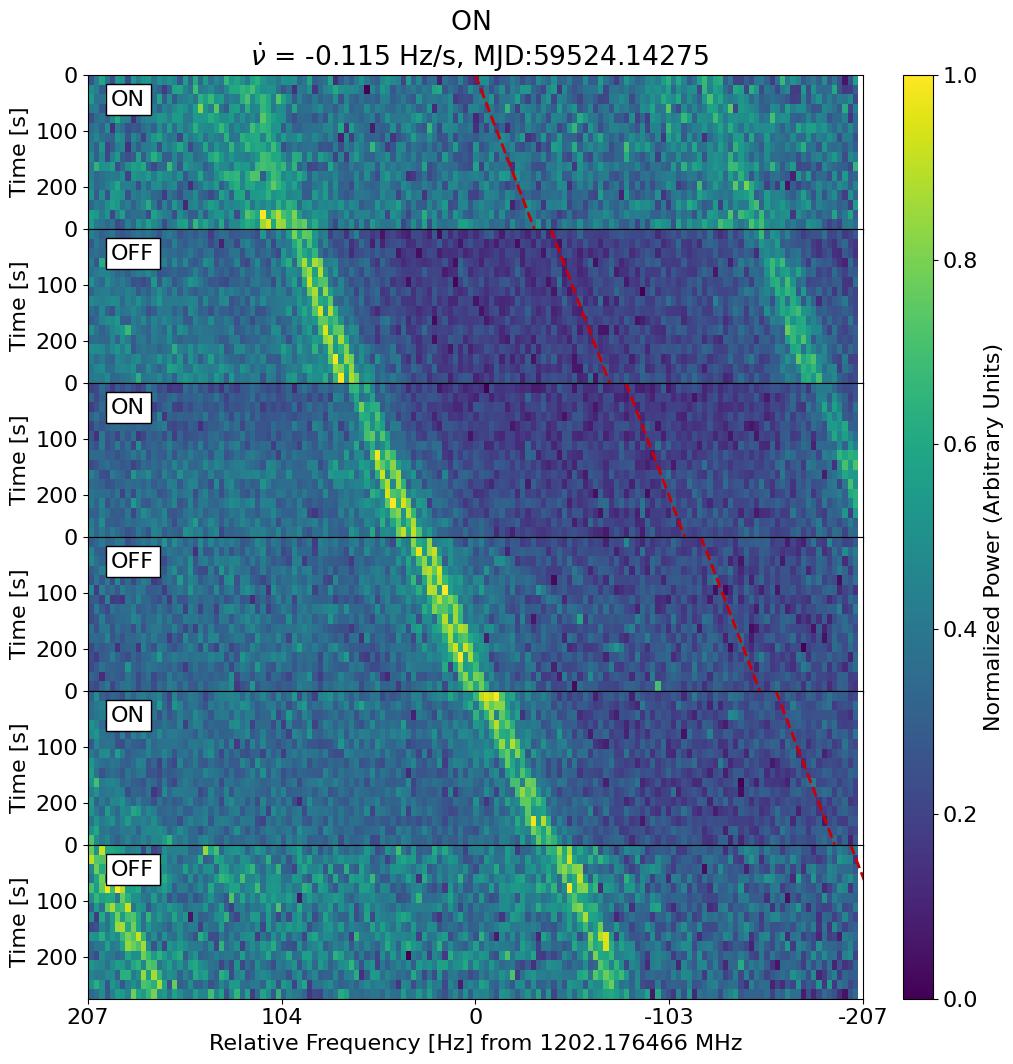 ON
ν̇ = -0.115 Hz/s, MJD:59524.14275
0
ON
100
Time [s]
200
0
OFF
100
Time [s]
200
0
ON
100
Time [s]
200
0
OFF
100
Time [s]
200
0
ON
100
Time [s]
200
0
OFF
100
Time [s]
200
207 104 0 -103 -207
Relative Frequency [Hz] from 1202.176466 MHz
1.0
0.8
0.6
0.4
0.2
0.0
Normalized Power (Arbitrary Units)